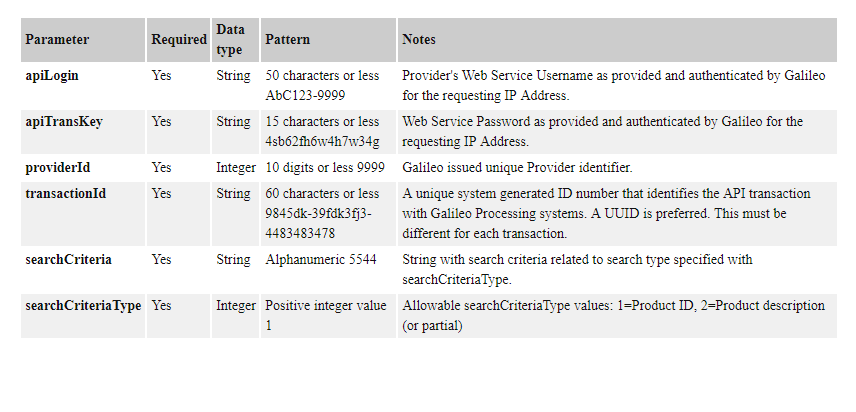 Parameter Required Data type Pattern Notes
apiLogin Yes String 50 characters or less Provider's Web Service Username as provided and authenticated by Galileo
AbC123-9999 for the requesting IP Address.
apiTransKey Yes String 15 characters or less Web Service Password as provided and authenticated by Galileo for the
4sb62fh6w4h7w34g requesting IP Address.
providerId Yes Integer 10 digits or less 9999 Galileo issued unique Provider identifier.
transactionId Yes String 60 characters or less A unique system generated ID number that identifies the API transaction
9845dk-39fdk3fj3- with Galileo Processing systems. A UUID is preferred. This must be
4483483478 different for each transaction.
searchCriteria Yes String Alphanumeric 5544 String with search criteria related to search type specified with
searchCriteriaType.
searchCriteriaType Yes Integer Positive integer value Allowable searchCriteriaType values: 1=Product ID, 2=Product description
1 (or partial)